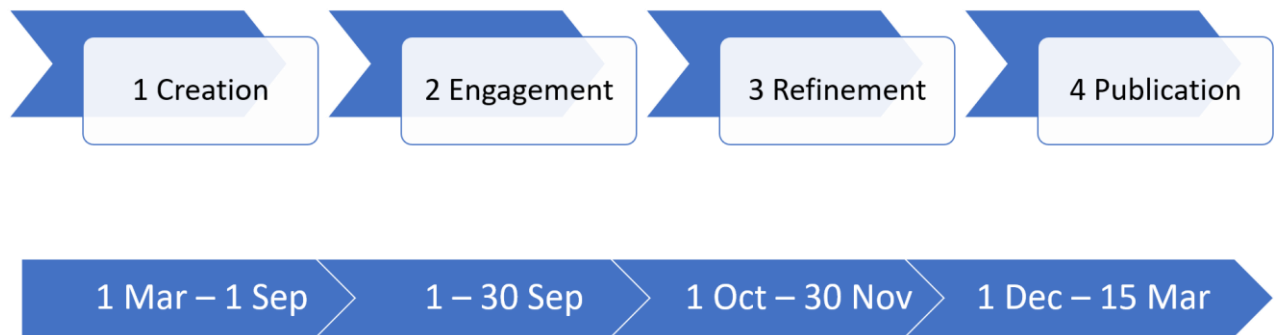 1 Creation
2 Engagement
3 Refinement
4 Publication
1 Mar – 1 Sep
1 – 30 Sep
1 Oct – 30 Nov
1 Dec – 15 Mar